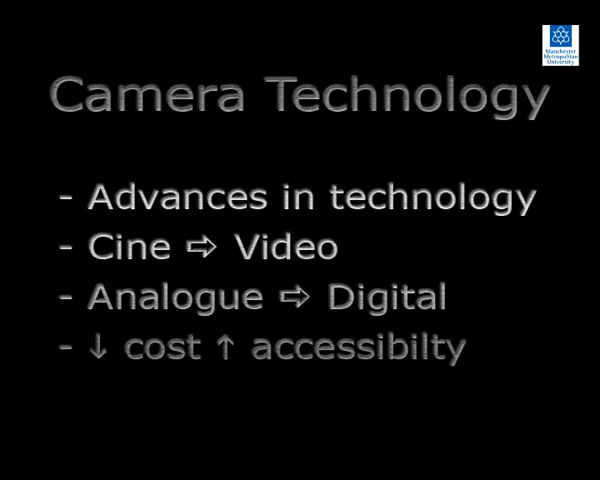 Manchester
Metropolitan
University
Camera Technology
- Advances in technology
- Cine ⇨ Video
- Analogue ⇨ Digital
- ↓ cost ↑ accessibilty